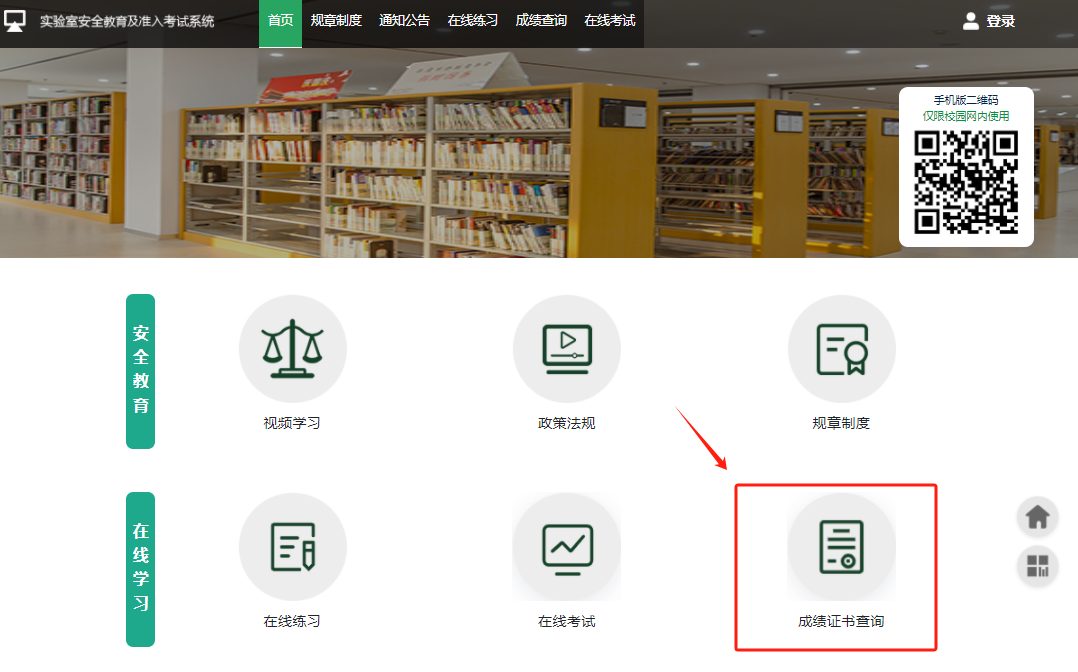 实验室安全教育及准入考试系统
首页
规章制度
通知公告
在线练习
成绩查询
在线考试
登录
手机版二维码
仅限校园网内使用
安全教育
视频学习
政策法规
规章制度
在线学习
在线练习
在线考试
成绩证书查询